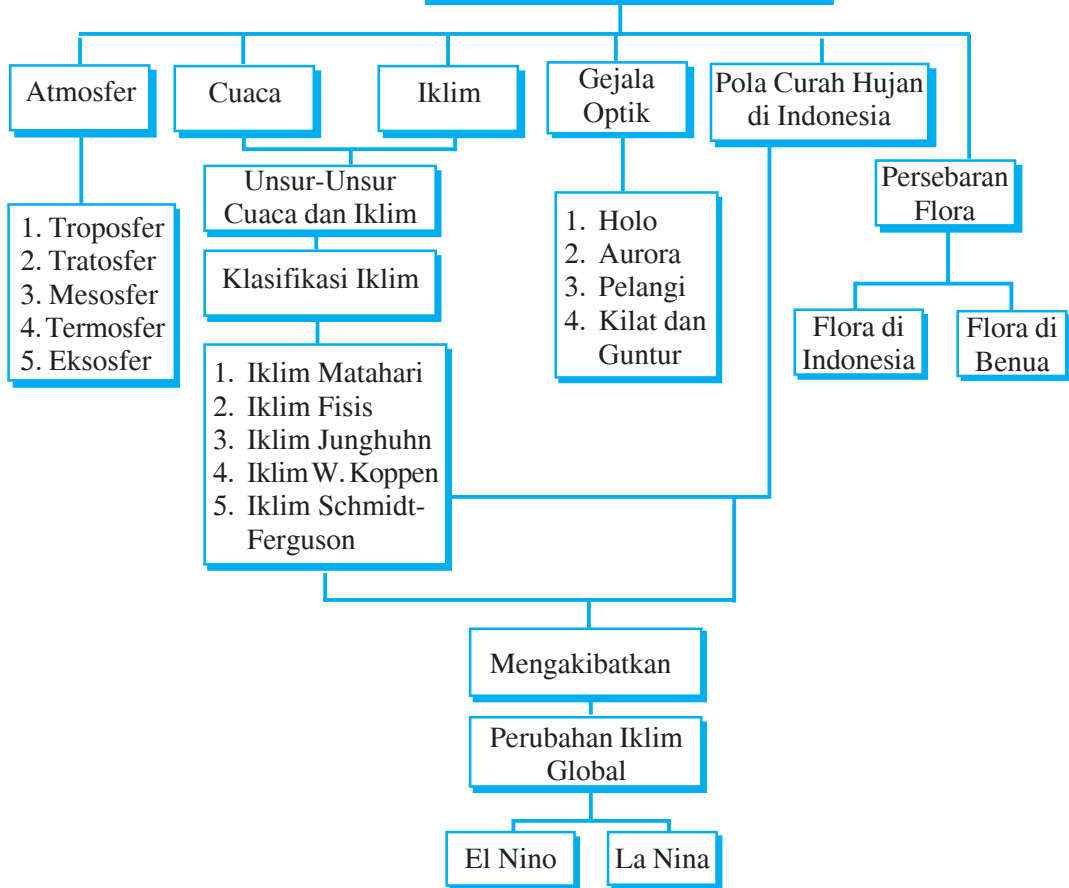 Atmosfer
Cuaca
Iklim
Gejala
Optik
Pola Curah Hujan
di Indonesia
Unsur-Unsur
Cuaca dan Iklim
Persebaran
Flora
1. Troposfer
2. Tratosfer
3. Mesosfer
4. Termosfer
5. Eksosfer
Klasifikasi Iklim
1. Holo
2. Aurora
3. Pelangi
4. Kilat dan
Guntur
Flora di
Indonesia
Flora di
Benua
1. Iklim Matahari
2. Iklim Fisis
3. Iklim Junghuhn
4. Iklim W. Koppen
5. Iklim Schmidt-
Ferguson
Mengakibatkan
Perubahan Iklim
Global
El Nino
La Nina